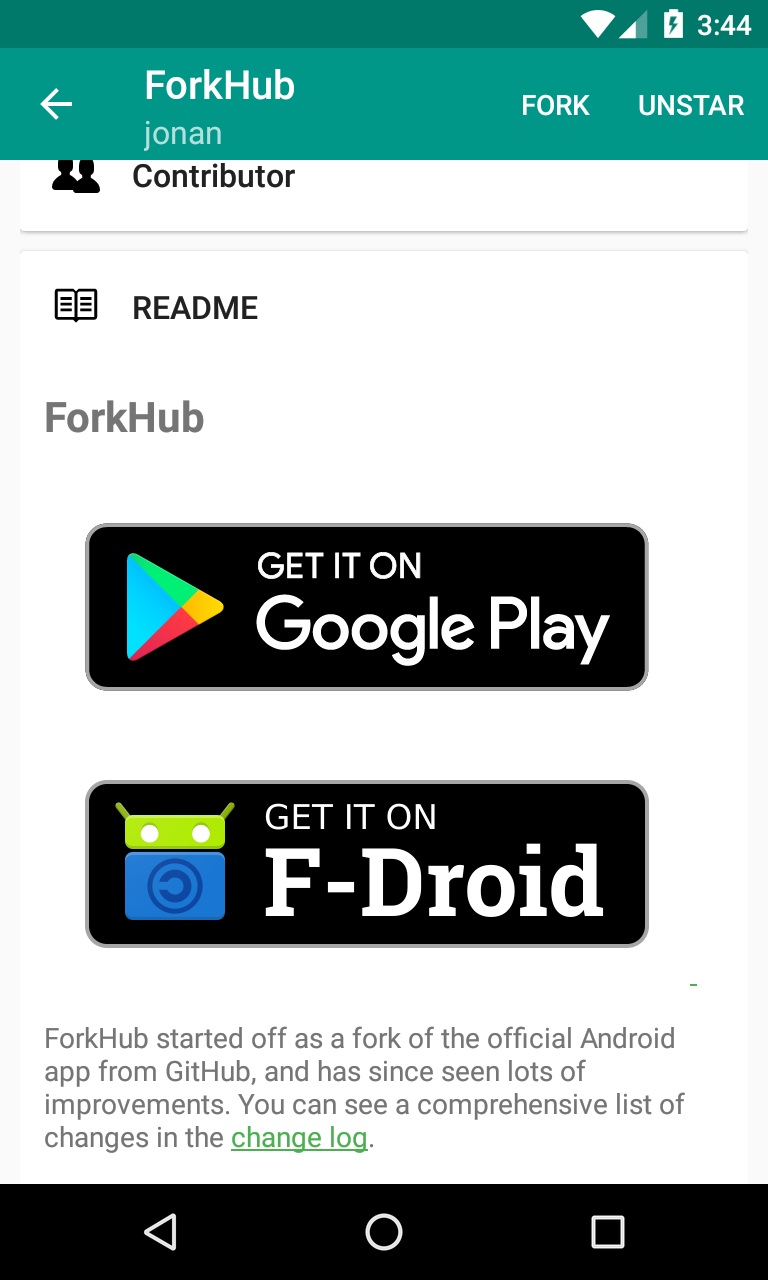 3:44
ForkHub
jonan
FORK
UNSTAR
Contributor
README
ForkHub
GET IT ON
Google Play
GET IT ON
F-Droid
ForkHub started off as a fork of the official Android
app from GitHub, and has since seen lots of
improvements. You can see a comprehensive list of
changes in the change log.